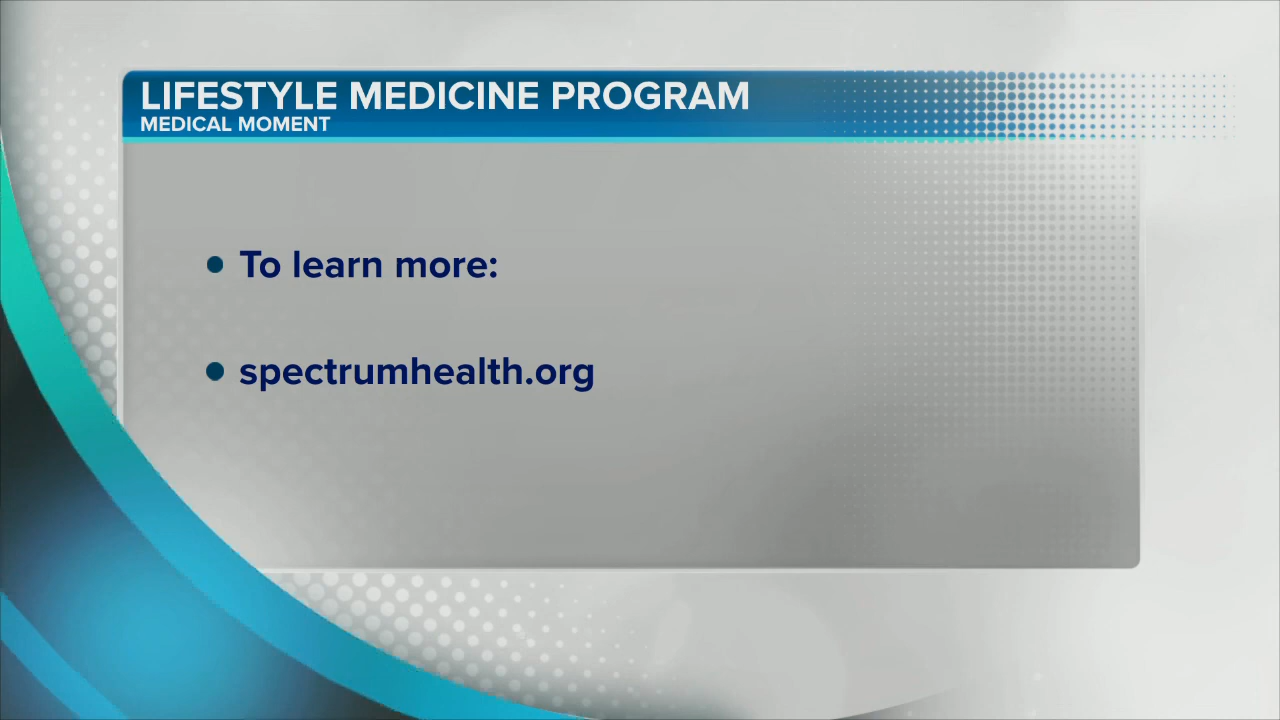 LIFESTYLE MEDICINE PROGRAM
MEDICAL MOMENT
• To learn more:
• spectrumhealth.org